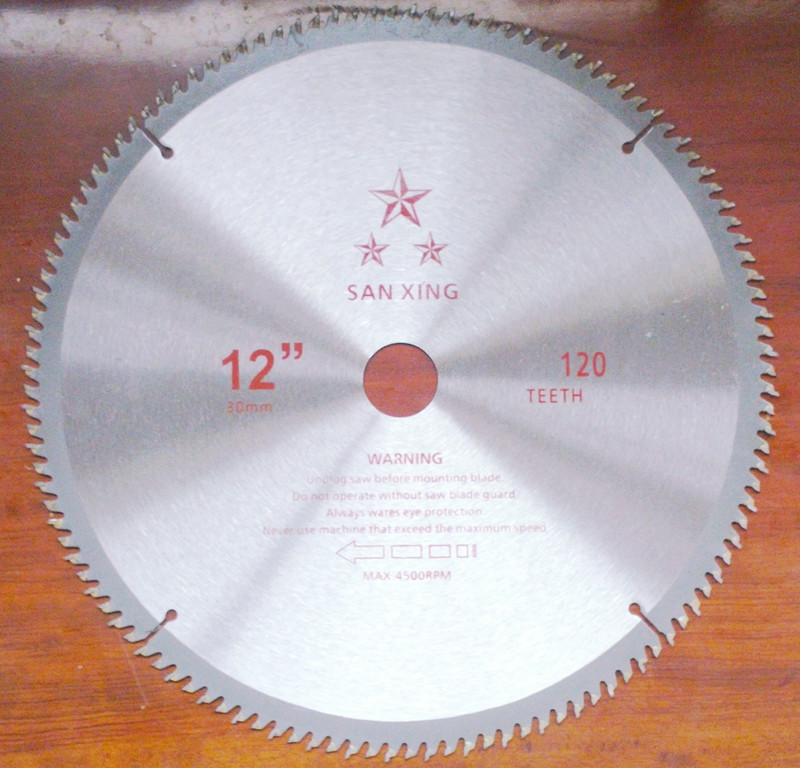 SAN XING
12”
30mm
120
TEETH
WARNING
Unplug saw before mounting blade.
Do not operate without saw blade guard.
Always wares eye protection.
Never use machine that exceed the maximum speed.
MAX 4500RPM